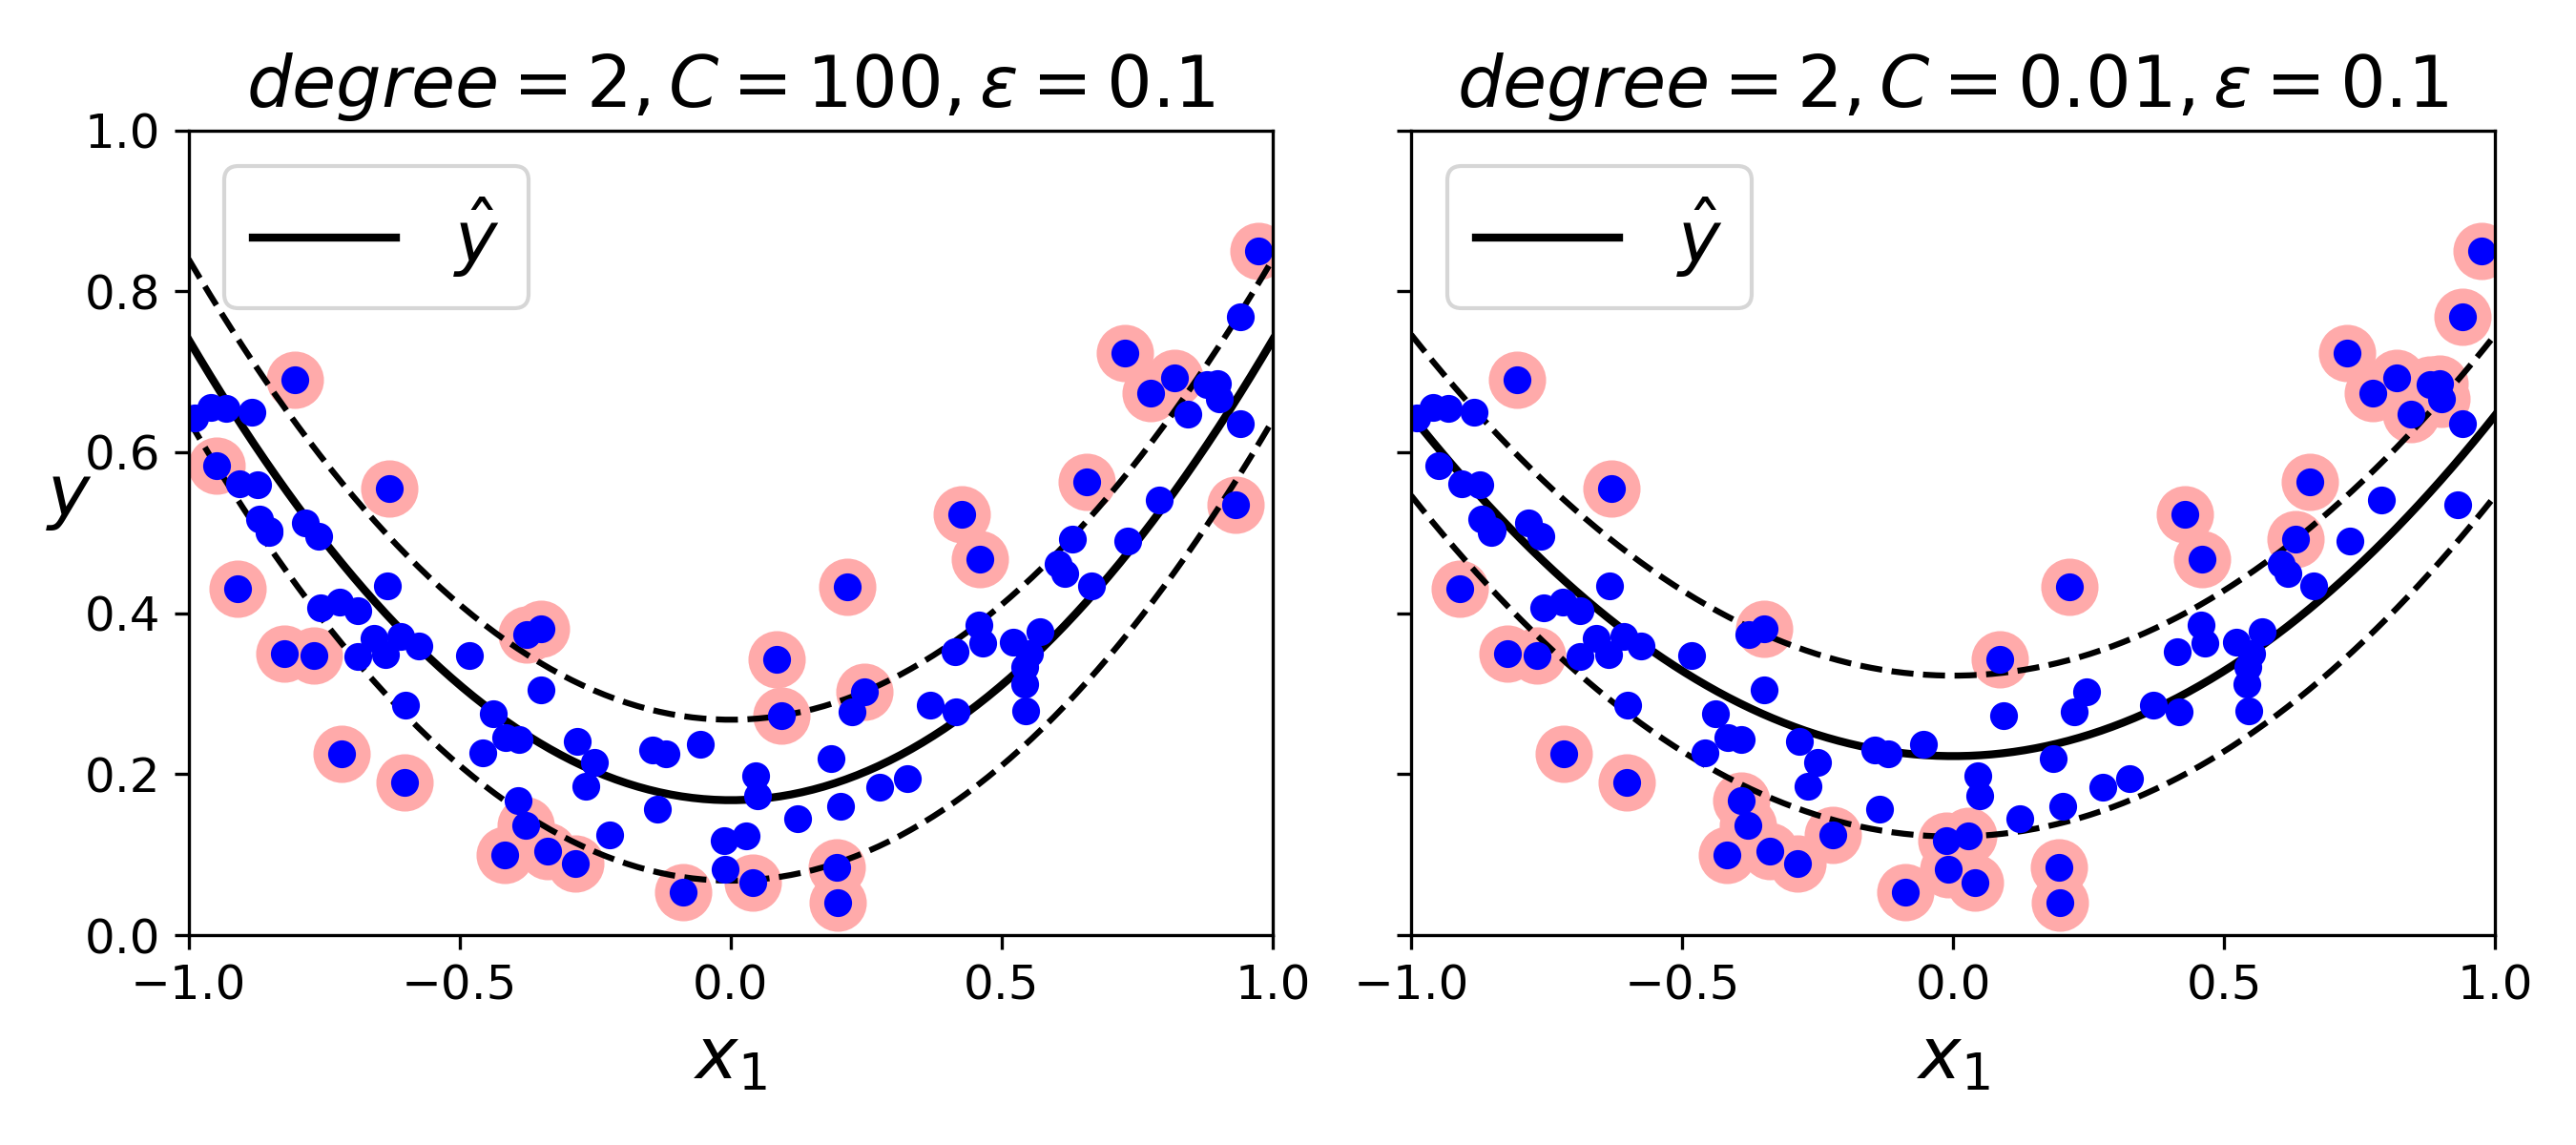 degree = 2, C = 100, ε = 0.1
1.0
0.8
0.6
0.4
0.2
0.0
y
ŷ
−1.0 −0.5 0.0 0.5 1.0
x₁
degree = 2, C = 0.01, ε = 0.1
ŷ
−1.0 −0.5 0.0 0.5 1.0
x₁